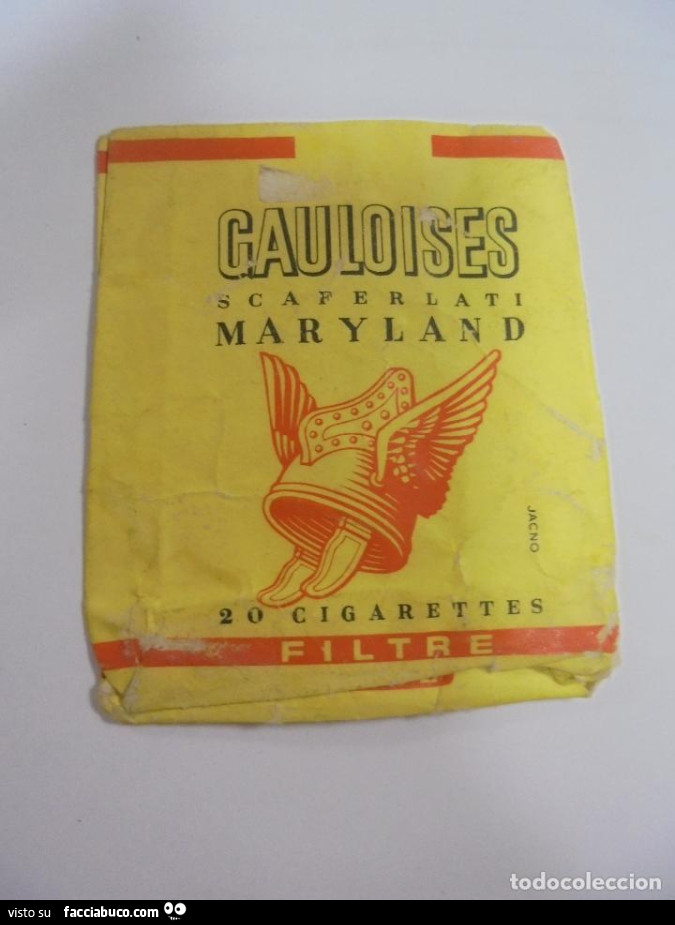 GAULOISES
SCAFERLATI
MARYLAND
JACNO
20 CIGARETTES
FILTRE
todocoleccion
visto su facciabuco.com